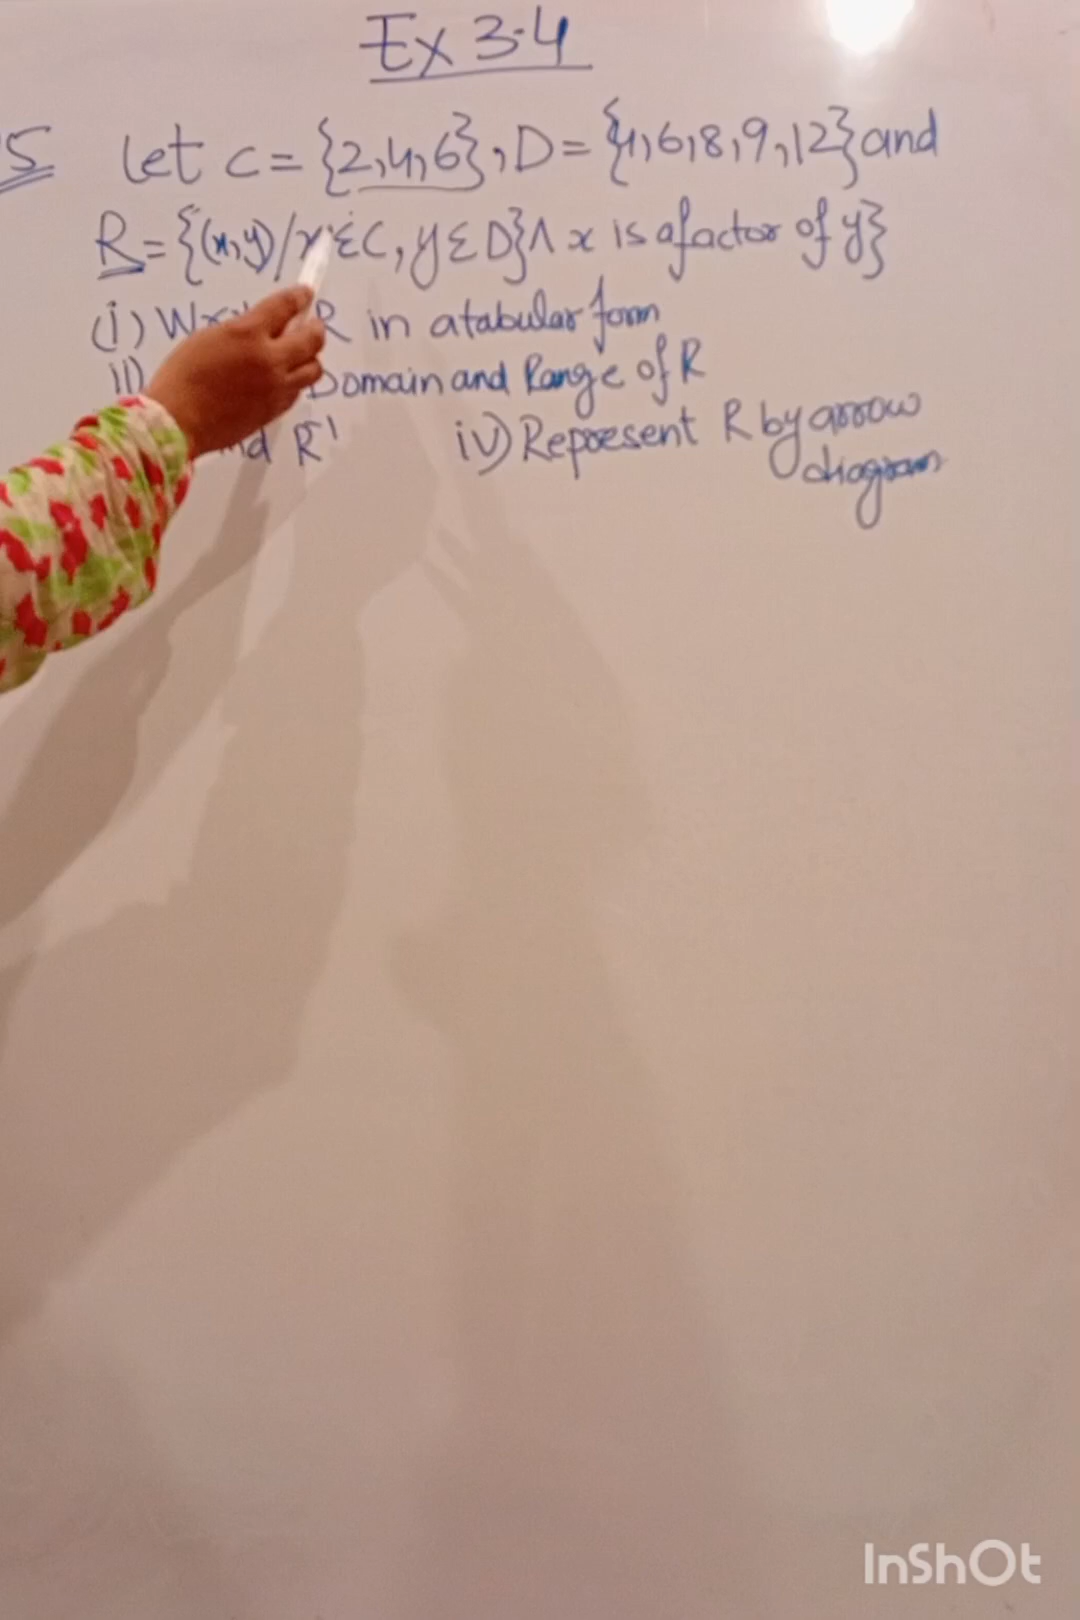 Ex 3.4
5 Let C = {2,4,6}, D = {4,6,8,9,12} and
R = {(x,y)/x ε C, y ε D} Λ x is a factor of y}
(i) R in a tabular form
ii) Domain and Range of R
R⁻¹ iv) Represent R by arrow
diagram
InShOt